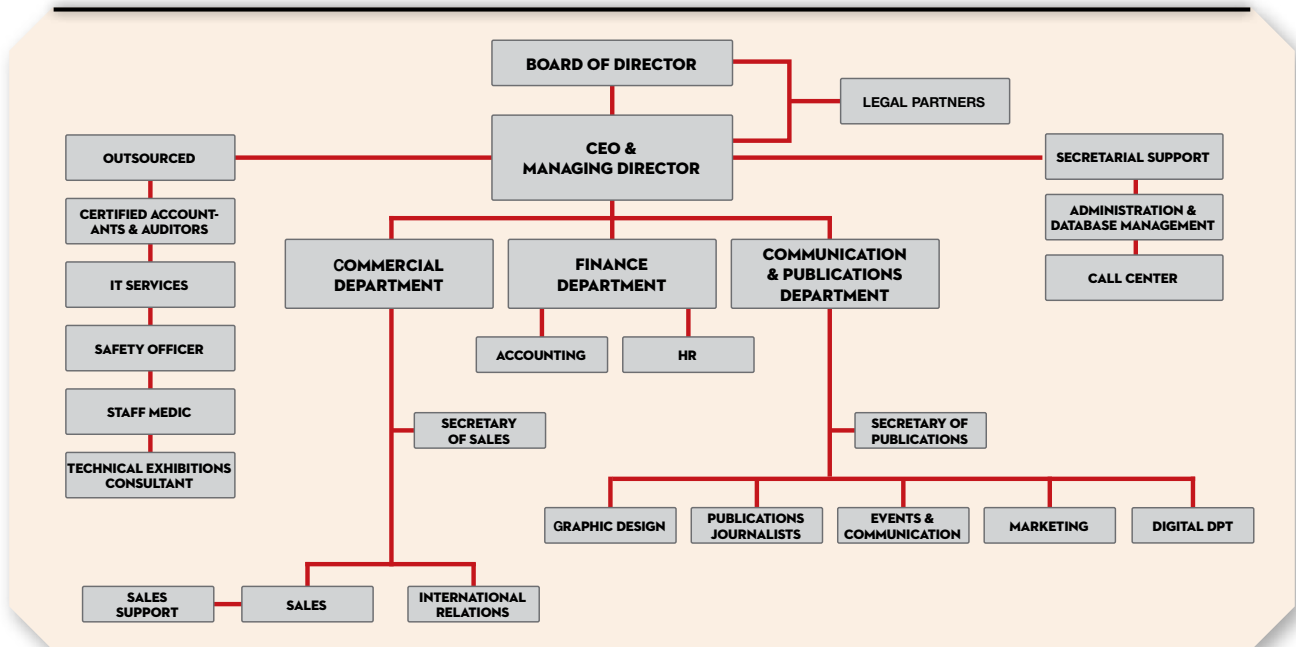 BOARD OF DIRECTOR
LEGAL PARTNERS
CEO &
MANAGING DIRECTOR
OUTSOURCED
SECRETARIAL SUPPORT
CERTIFIED ACCOUNT-
ANTS & AUDITORS
ADMINISTRATION &
DATABASE MANAGEMENT
COMMERCIAL
DEPARTMENT
FINANCE
DEPARTMENT
COMMUNICATION
& PUBLICATIONS
DEPARTMENT
IT SERVICES
CALL CENTER
SAFETY OFFICER
ACCOUNTING
HR
STAFF MEDIC
SECRETARY
OF SALES
SECRETARY OF
PUBLICATIONS
TECHNICAL EXHIBITIONS
CONSULTANT
GRAPHIC DESIGN
PUBLICATIONS
JOURNALISTS
EVENTS &
COMMUNICATION
MARKETING
DIGITAL DPT
SALES
SUPPORT
SALES
INTERNATIONAL
RELATIONS